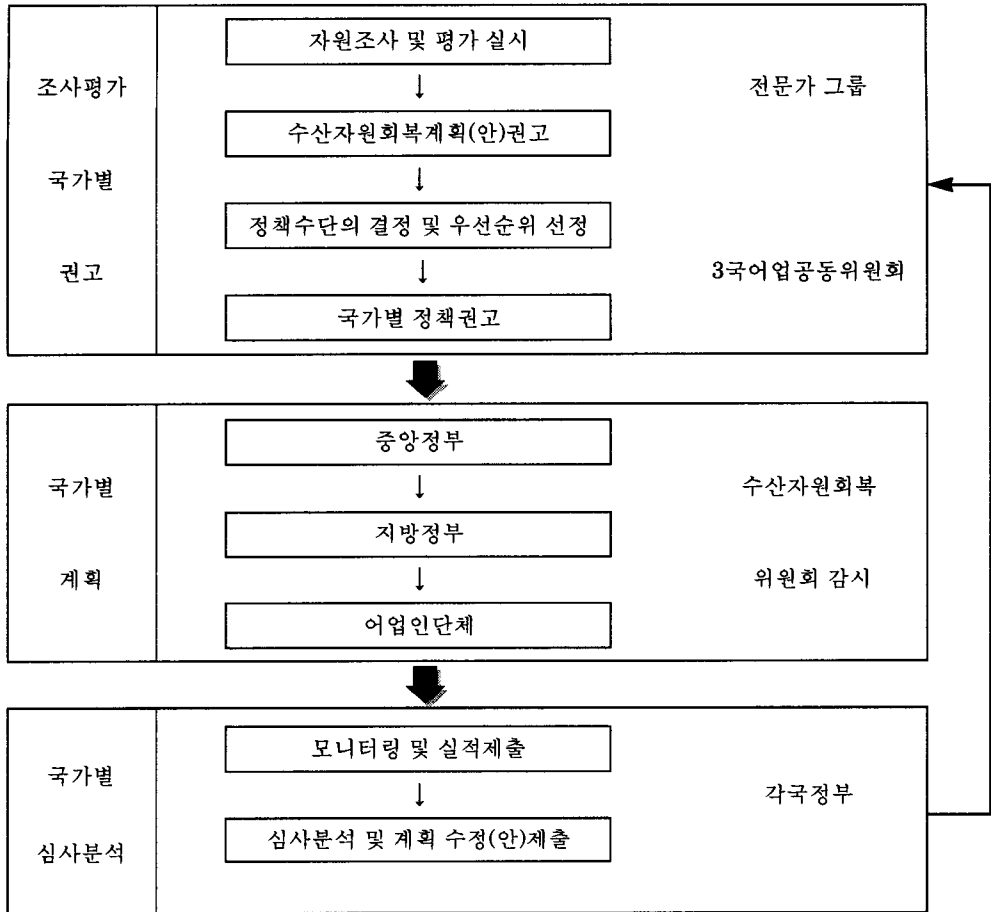 자원조사 및 평가 실시
조사평가
↓
전문가 그룹
수산자원회복계획(안)권고
국가별
↓
정책수단의 결정 및 우선순위 선정
권고
↓
3국어업공동위원회
국가별 정책권고
중앙정부
국가별
↓
수산자원회복
지방정부
계획
↓
위원회 감시
어업인단체
모니터링 및 실적제출
국가별
↓
각국정부
심사분석 및 계획 수정(안)제출
심사분석